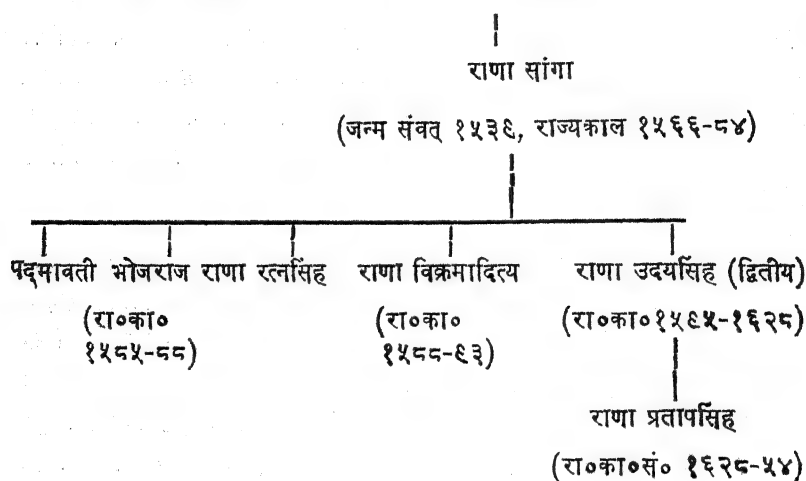 राणा सांगा
(जन्म संवत् १५३९, राज्यकाल १५६६-८४)
पद्मावती भोजराज राणा रत्नसिंह राणा विक्रमादित्य राणा उदयसिंह (द्वितीय)
(रा०का० (रा०का० (रा०का०१५९५-१६२८)
१५८५-८८) १५८८-९३)
राणा प्रतापसिंह
(रा०का०सं० १६२८-५४)